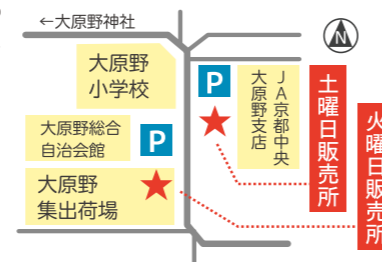 ←大原野神社
大原野
小学校
P
JA京都中央
大原野支店
N
土曜日販売所
火曜日販売所
大原野総合
自治会館
P
大原野
集出荷場